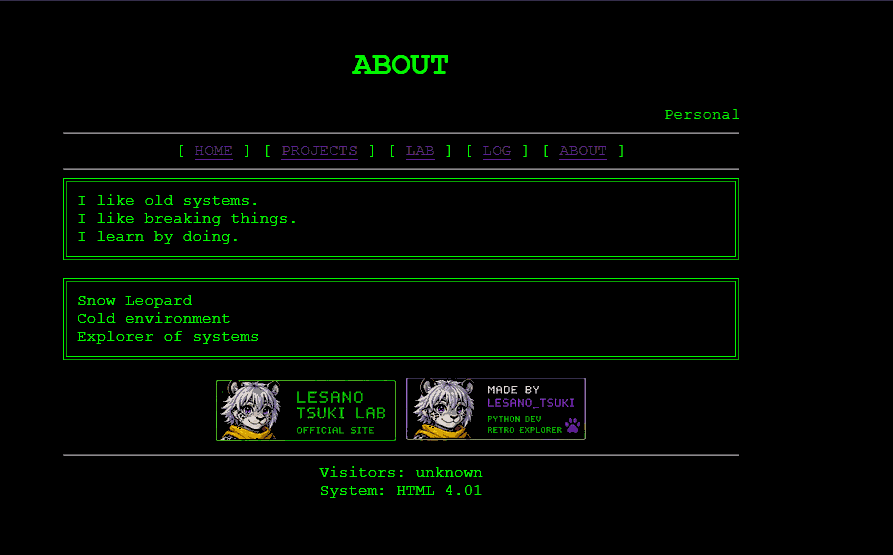 ABOUT
Personal
[ HOME ] [ PROJECTS ] [ LAB ] [ LOG ] [ ABOUT ]
I like old systems.
I like breaking things.
I learn by doing.
Snow Leopard
Cold environment
Explorer of systems
LESANO
TSUKI LAB
OFFICIAL SITE
MADE BY
LESANO_TSUKI
PYTHON DEV
RETRO EXPLORER
Visitors: unknown
System: HTML 4.01